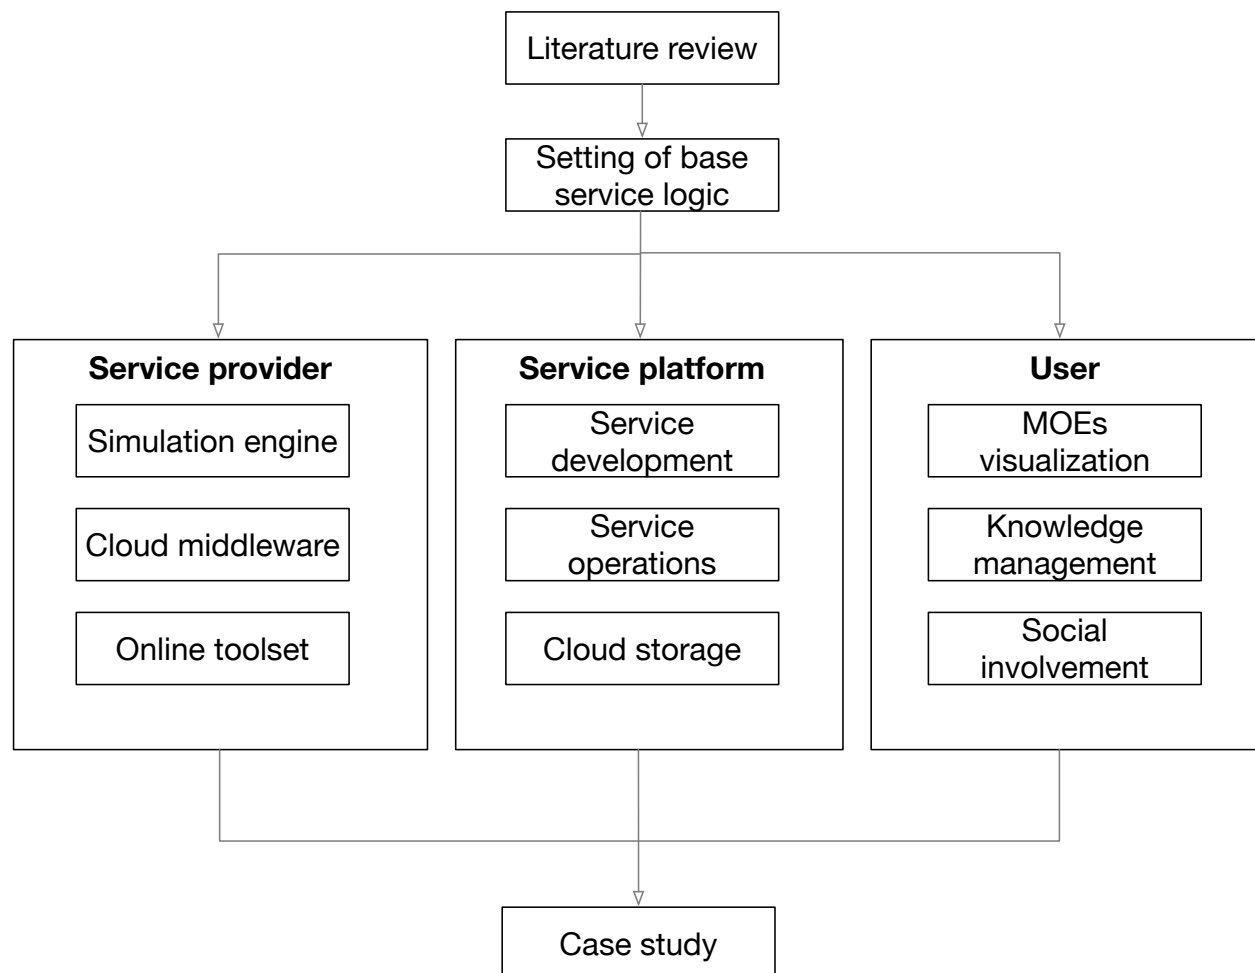 Literature review
Setting of base
service logic
Service provider
Simulation engine
Cloud middleware
Online toolset
Service platform
Service
development
Service
operations
Cloud storage
User
MOEs
visualization
Knowledge
management
Social
involvement
Case study